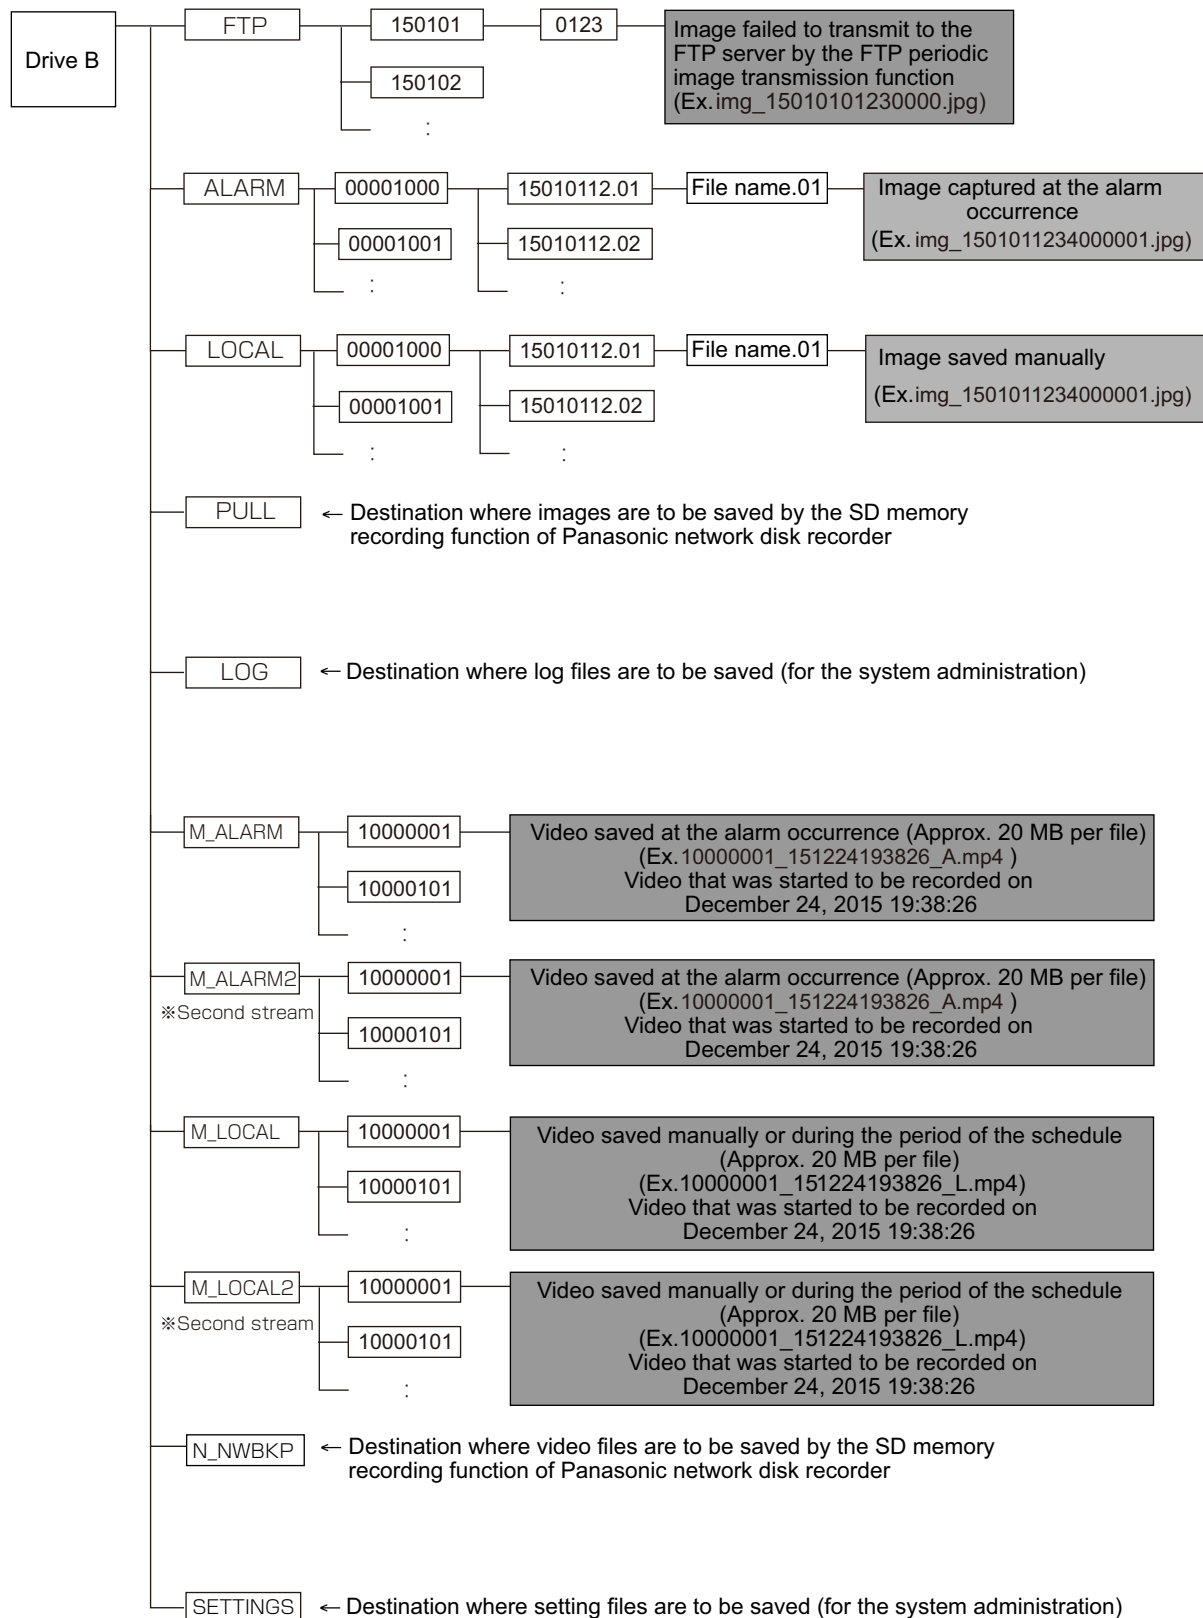 Drive B
FTP
150101
0123
Image failed to transmit to the
FTP server by the FTP periodic
image transmission function
(Ex.img_15010101230000.jpg)
150102
:
ALARM
00001000
15010112.01
File name.01
Image captured at the alarm
occurrence
(Ex.img_1501011234000001.jpg)
00001001
15010112.02
:
:
LOCAL
00001000
15010112.01
File name.01
Image saved manually
(Ex.img_1501011234000001.jpg)
00001001
15010112.02
:
:
PULL
← Destination where images are to be saved by the SD memory
recording function of Panasonic network disk recorder
LOG
← Destination where log files are to be saved (for the system administration)
M_ALARM
10000001
Video saved at the alarm occurrence (Approx. 20 MB per file)
(Ex.10000001_151224193826_A.mp4 )
Video that was started to be recorded on
December 24, 2015 19:38:26
10000101
:
M_ALARM2
※Second stream
10000001
Video saved at the alarm occurrence (Approx. 20 MB per file)
(Ex.10000001_151224193826_A.mp4 )
Video that was started to be recorded on
December 24, 2015 19:38:26
10000101
:
M_LOCAL
10000001
Video saved manually or during the period of the schedule
(Approx. 20 MB per file)
(Ex.10000001_151224193826_L.mp4)
Video that was started to be recorded on
December 24, 2015 19:38:26
10000101
:
M_LOCAL2
※Second stream
10000001
Video saved manually or during the period of the schedule
(Approx. 20 MB per file)
(Ex.10000001_151224193826_L.mp4)
Video that was started to be recorded on
December 24, 2015 19:38:26
10000101
:
N_NWBKP
← Destination where video files are to be saved by the SD memory
recording function of Panasonic network disk recorder
SETTINGS
← Destination where setting files are to be saved (for the system administration)